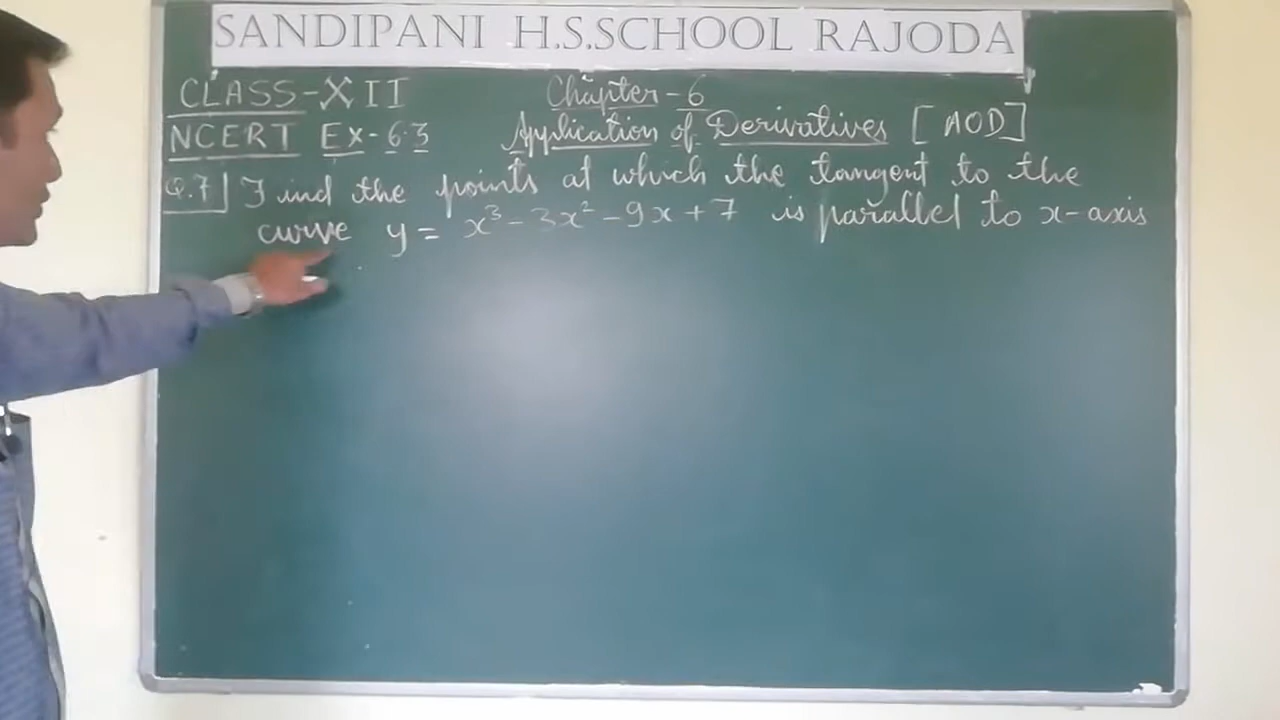 SANDIPANI H.S.SCHOOL RAJODA
CLASS-XII Chapter-6
NCERT Ex-6.3 Application of Derivatives [AOD]
Q.7] Find the points at which the tangent to the
curve y = x³-3x²-9x+7 is parallel to x-axis